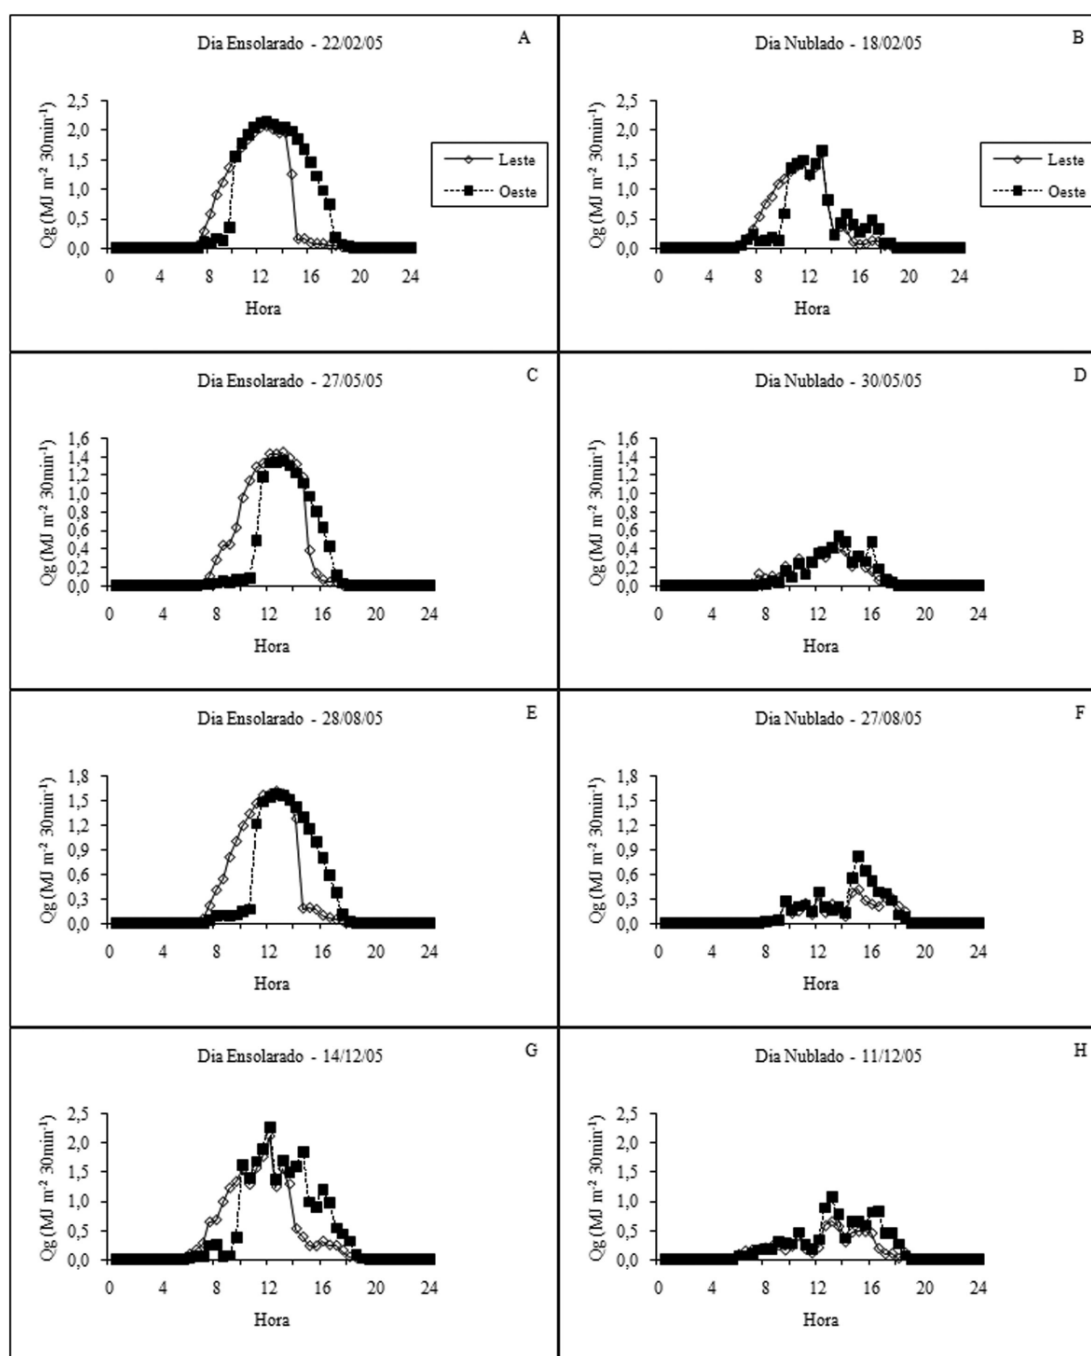 Dia Ensolarado - 22/02/05
A
Qg (MJ m⁻² 30min⁻¹)
2,5
2,0
1,5
1,0
0,5
0,0
Leste
Oeste
0 4 8 12 16 20 24
Hora
Dia Nublado - 18/02/05
B
Qg (MJ m⁻² 30min⁻¹)
2,5
2,0
1,5
1,0
0,5
0,0
Leste
Oeste
0 4 8 12 16 20 24
Hora
Dia Ensolarado - 27/05/05
C
Qg (MJ m⁻² 30min⁻¹)
1,6
1,4
1,2
1,0
0,8
0,6
0,4
0,2
0,0
0 4 8 12 16 20 24
Hora
Dia Nublado - 30/05/05
D
Qg (MJ m⁻² 30min⁻¹)
1,6
1,4
1,2
1,0
0,8
0,6
0,4
0,2
0,0
0 4 8 12 16 20 24
Hora
Dia Ensolarado - 28/08/05
E
Qg (MJ m⁻² 30min⁻¹)
1,8
1,5
1,2
0,9
0,6
0,3
0,0
0 4 8 12 16 20 24
Hora
Dia Nublado - 27/08/05
F
Qg (MJ m⁻² 30min⁻¹)
1,8
1,5
1,2
0,9
0,6
0,3
0,0
0 4 8 12 16 20 24
Hora
Dia Ensolarado - 14/12/05
G
Qg (MJ m⁻² 30min⁻¹)
2,5
2,0
1,5
1,0
0,5
0,0
0 4 8 12 16 20 24
Hora
Dia Nublado - 11/12/05
H
Qg (MJ m⁻² 30min⁻¹)
2,5
2,0
1,5
1,0
0,5
0,0
0 4 8 12 16 20 24
Hora